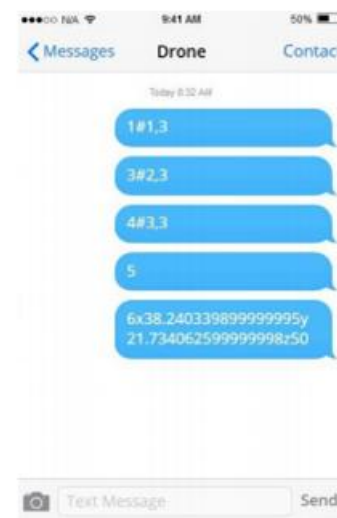 N/A 9:41 AM 50%
Messages Drone Contac
Today 8:32 AM
1#1,3
3#2,3
4#3,3
5
6x38.240339899999995y
21.734062599999998z50
Text Message Send